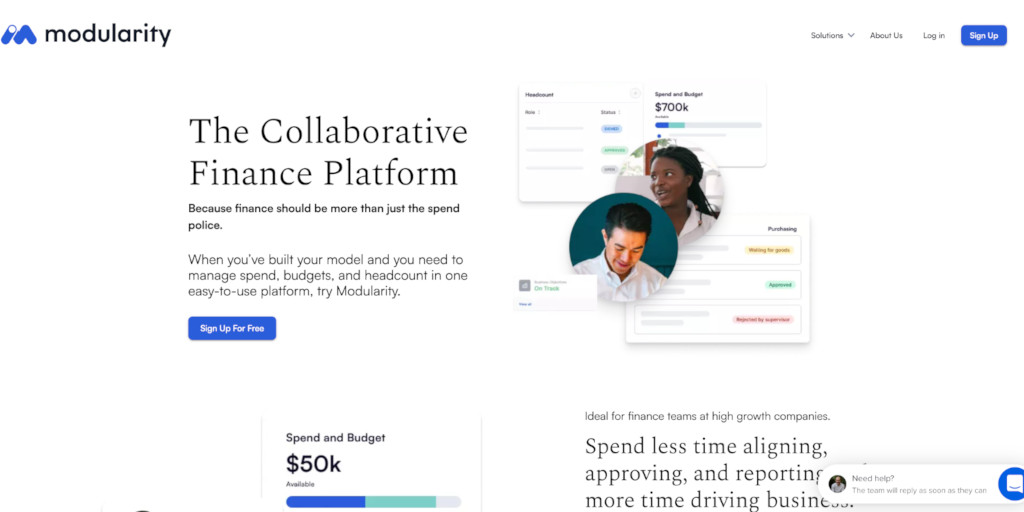 modularity
Solutions
About Us
Log in
Sign Up
The Collaborative
Finance Platform
Because finance should be more than just the spend
police.
When you've built your model and you need to
manage spend, budgets, and headcount in one
easy-to-use platform, try Modularity.
Sign Up For Free
Headcount
Role
Status
Spend and Budget
$700k
Available
Purchasing
Waiting for goods
Approved
Rejected by supervisor
On Track
View all
Spend and Budget
$50k
Available
Ideal for finance teams at high growth companies.
Spend less time aligning,
approving, and reporting
more time driving business.
Need help?
The team will reply as soon as they can